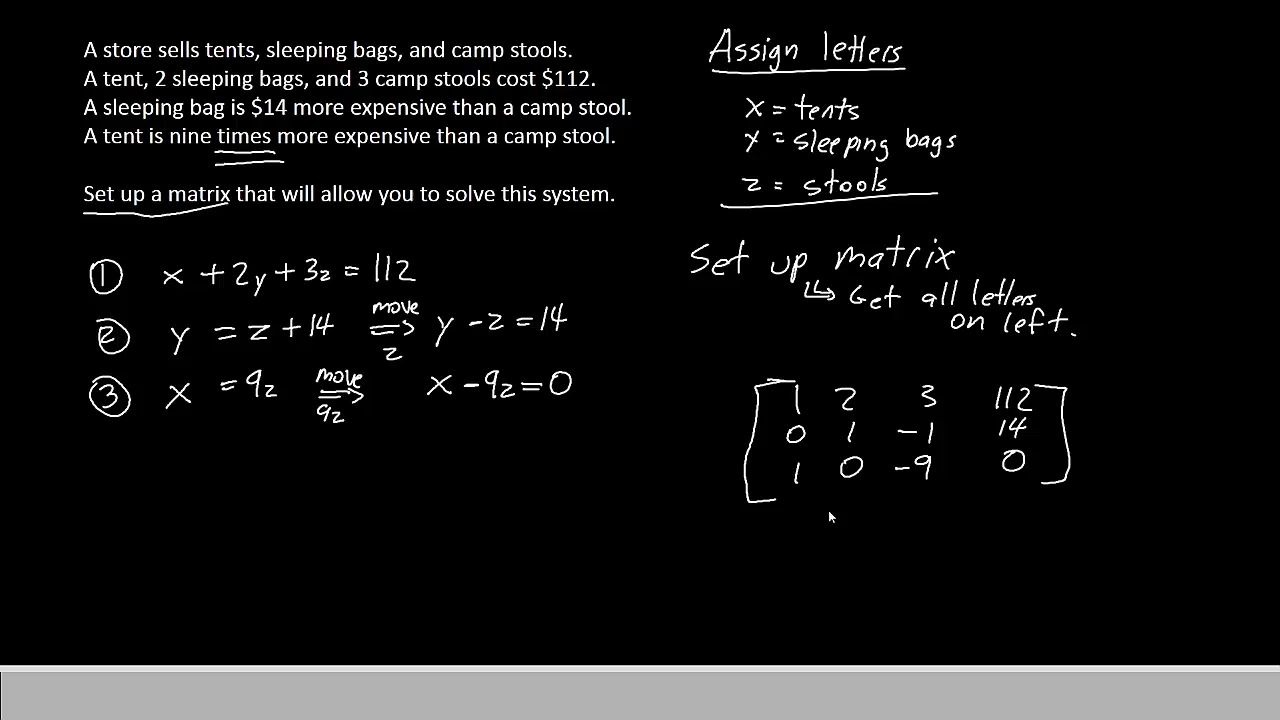 A store sells tents, sleeping bags, and camp stools.
A tent, 2 sleeping bags, and 3 camp stools cost $112.
A sleeping bag is $14 more expensive than a camp stool.
A tent is nine times more expensive than a camp stool.
Set up a matrix that will allow you to solve this system.
① x + 2y + 3z = 112
② y = z + 14 move z ⇒ y - z = 14
③ x = 9z move 9z ⇒ x - 9z = 0
Assign letters
x = tents
y = sleeping bags
z = stools
Set up matrix
↳ Get all letters
on left.
1 2 3 112
0 1 -1 14
1 0 -9 0